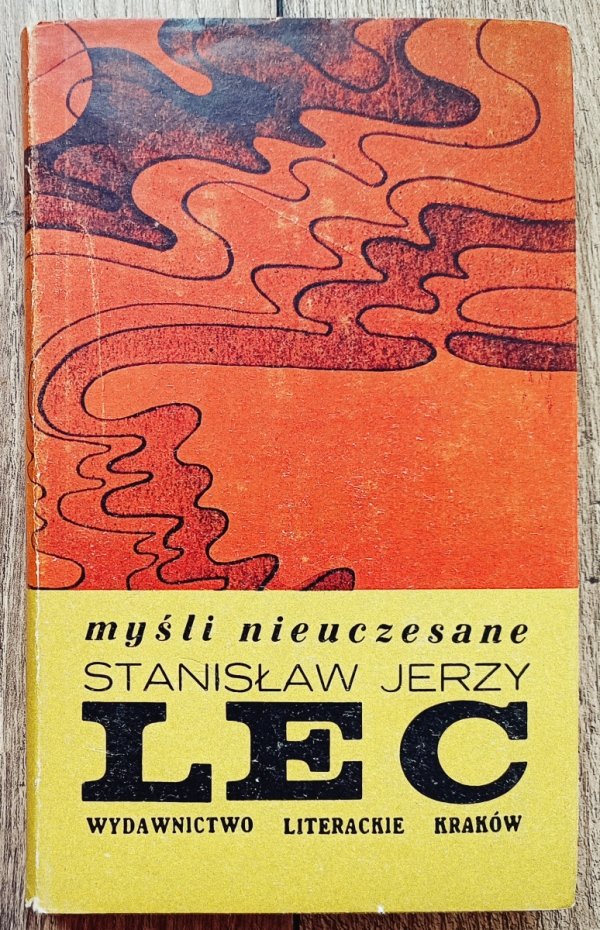 myśli nieuczesane
STANISŁAW JERZY
LEC
WYDAWNICTWO LITERACKIE KRAKÓW